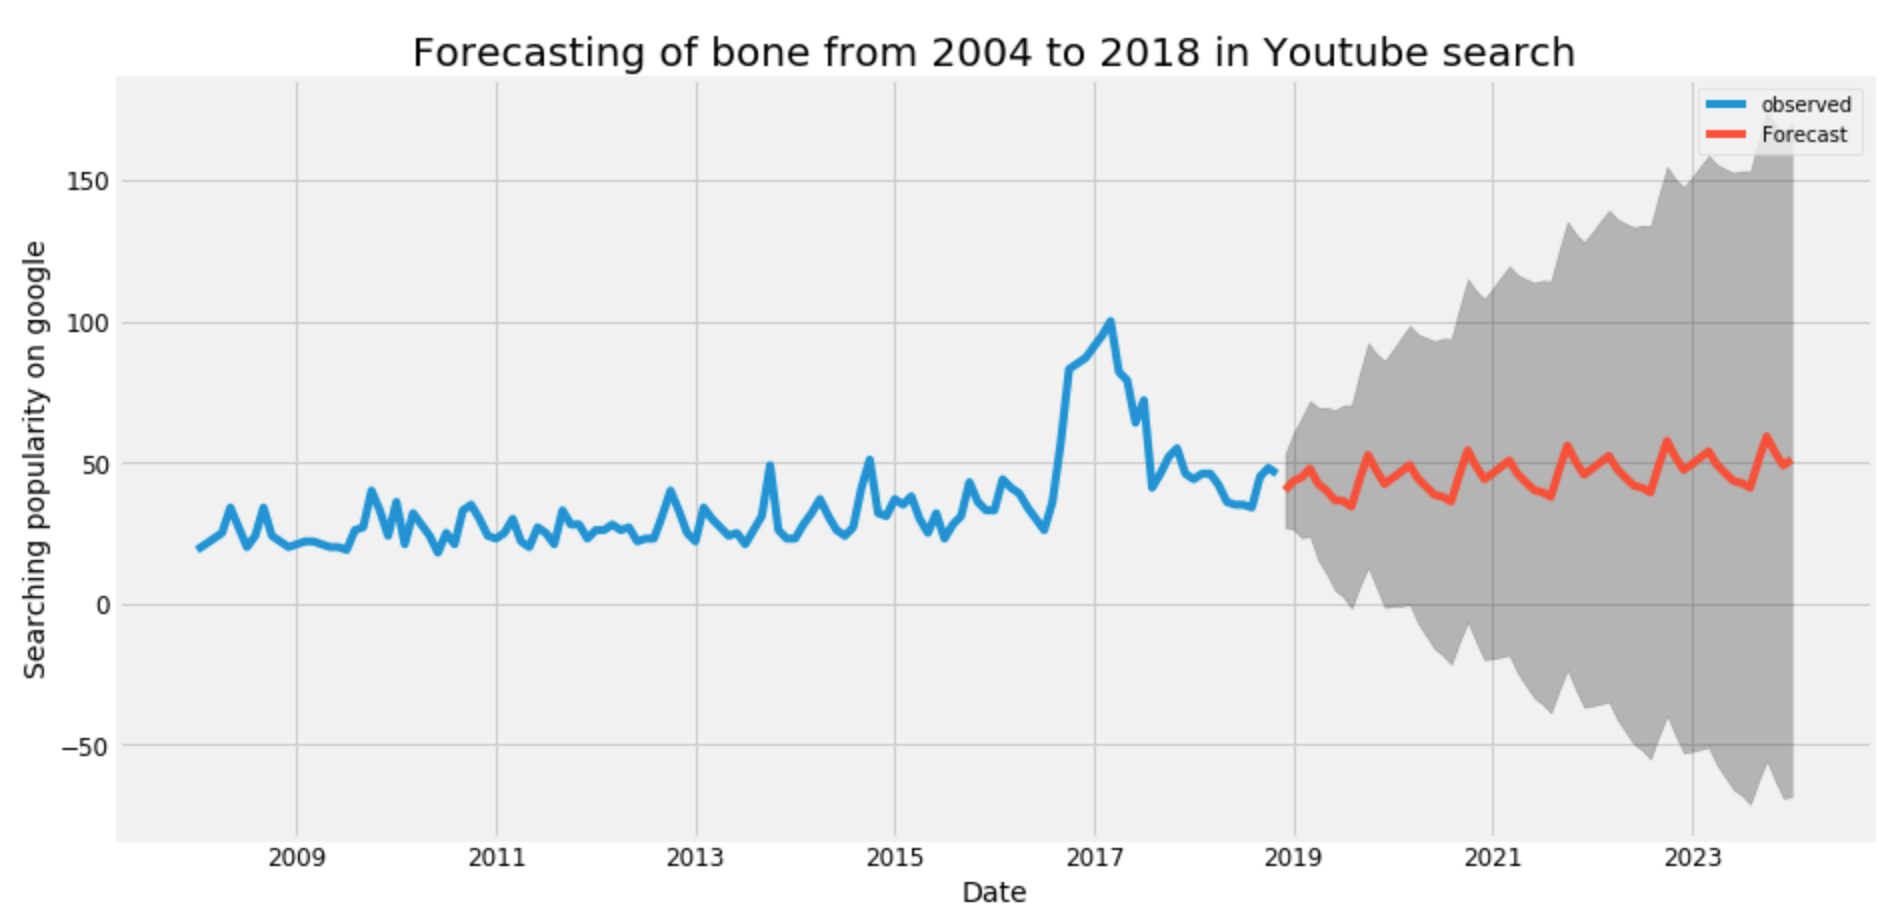 Forecasting of bone from 2004 to 2018 in Youtube search
observed
Forecast
Searching popularity on google
150
100
50
0
−50
2009 2011 2013 2015 2017 2019 2021 2023
Date